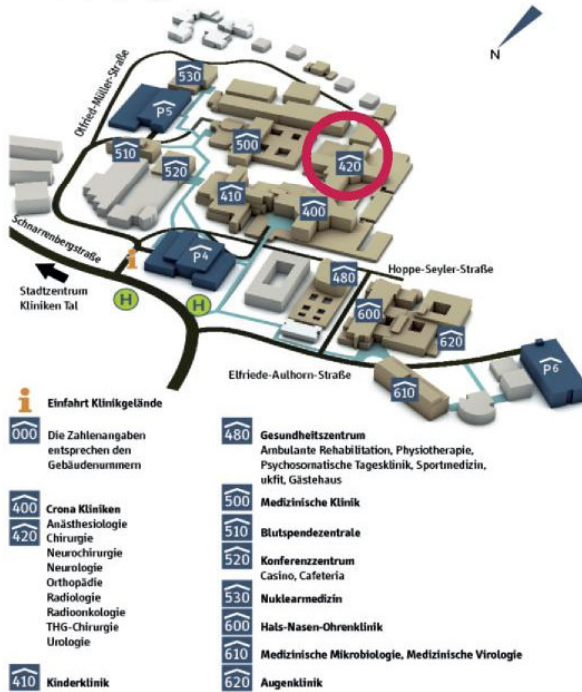 N
Otfried-Müller-Straße
530
P5
500
420
510
520
410
400
Schnarrenbergstraße
P4
480
Hoppe-Seyler-Straße
Stadtzentrum
Kliniken Tal
H
H
600
620
P6
610
Elfriede-Aulhorn-Straße
i Einfahrt Klinikgelände
000 Die Zahlenangaben
entsprechen den
Gebäudenummern
400 Crona Kliniken
420 Anästhesiologie
Chirurgie
Neurochirurgie
Neurologie
Orthopädie
Radiologie
Radioonkologie
THG-Chirurgie
Urologie
410 Kinderklinik
480 Gesundheitszentrum
Ambulante Rehabilitation, Physiotherapie,
Psychosomatische Tagesklinik, Sportmedizin,
ukfit, Gästehaus
500 Medizinische Klinik
510 Blutspendezentrale
520 Konferenzzentrum
Casino, Cafeteria
530 Nuklearmedizin
600 Hals-Nasen-Ohrenklinik
610 Medizinische Mikrobiologie, Medizinische Virologie
620 Augenklinik